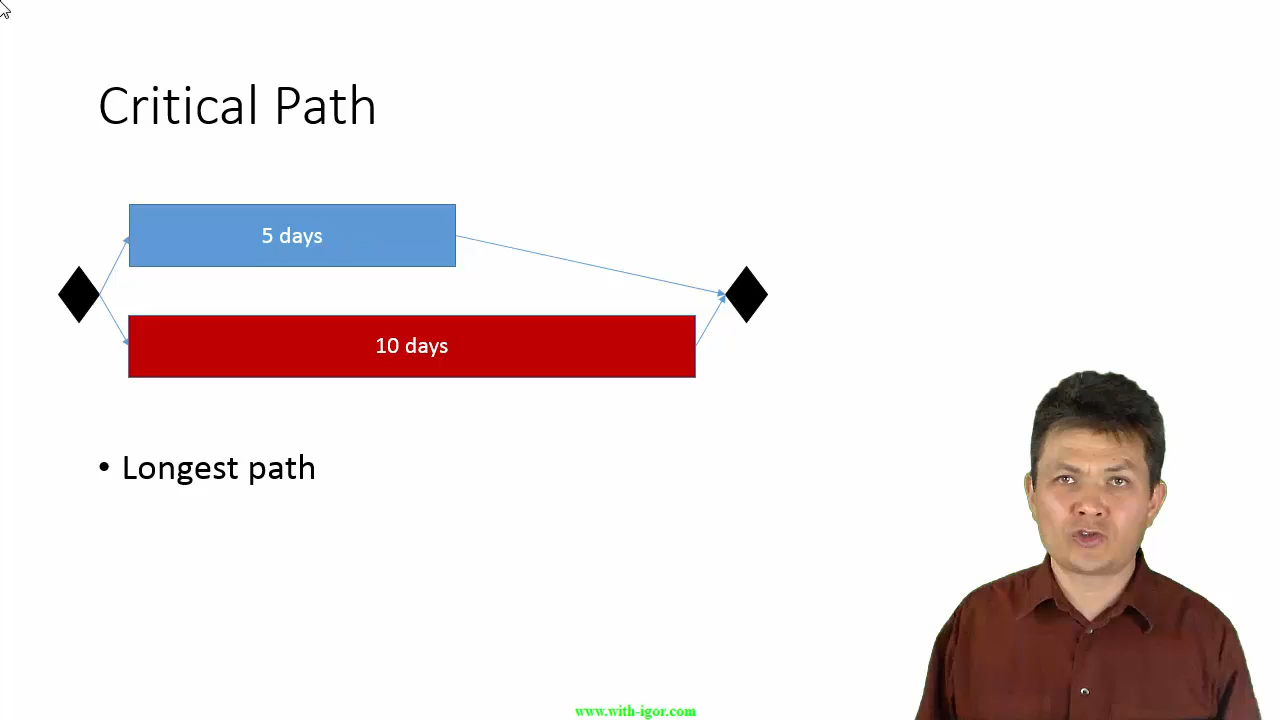 Critical Path
5 days
10 days
• Longest path
www.with-igor.com